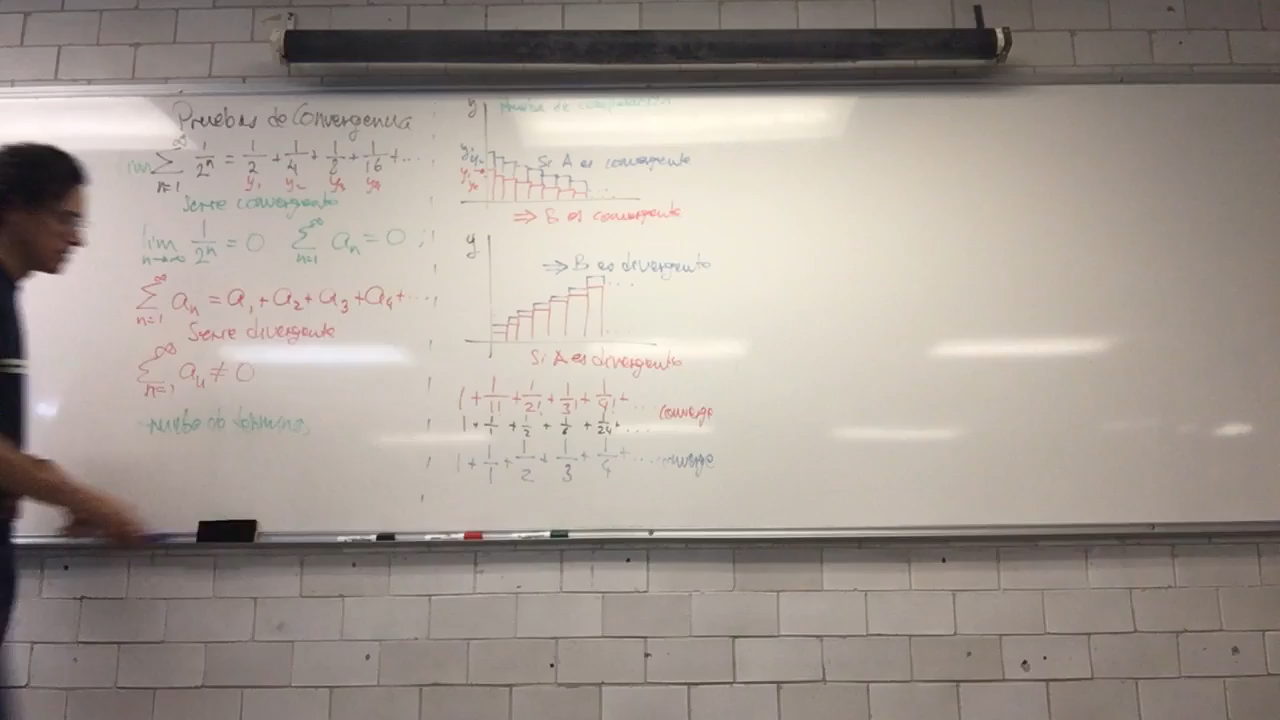 Pruebas de Convergencia
lim ∞∑n=1 1/2ⁿ = 1/2 + 1/4 + 1/8 + 1/16 + ...
y₁ y₂ y₃ y₄
Serie convergente
lim n→∞ 1/2ⁿ = 0 ∞∑n=1 aₙ = 0
∞∑n=1 aₙ = a₁ + a₂ + a₃ + a₄ + ...
Serie divergente
∞∑n=1 aₙ ≠ 0
y Prueba de comparación
Si A es convergente
⇒ B es convergente
y
⇒ B es divergente
Si A es divergente
1 + 1/1! + 1/2! + 1/3! + 1/4! + ... converge
1 + 1/1 + 1/2 + 1/6 + 1/24 + ...
1 + 1/1 + 1/2 + 1/3 + 1/4 + ... converge